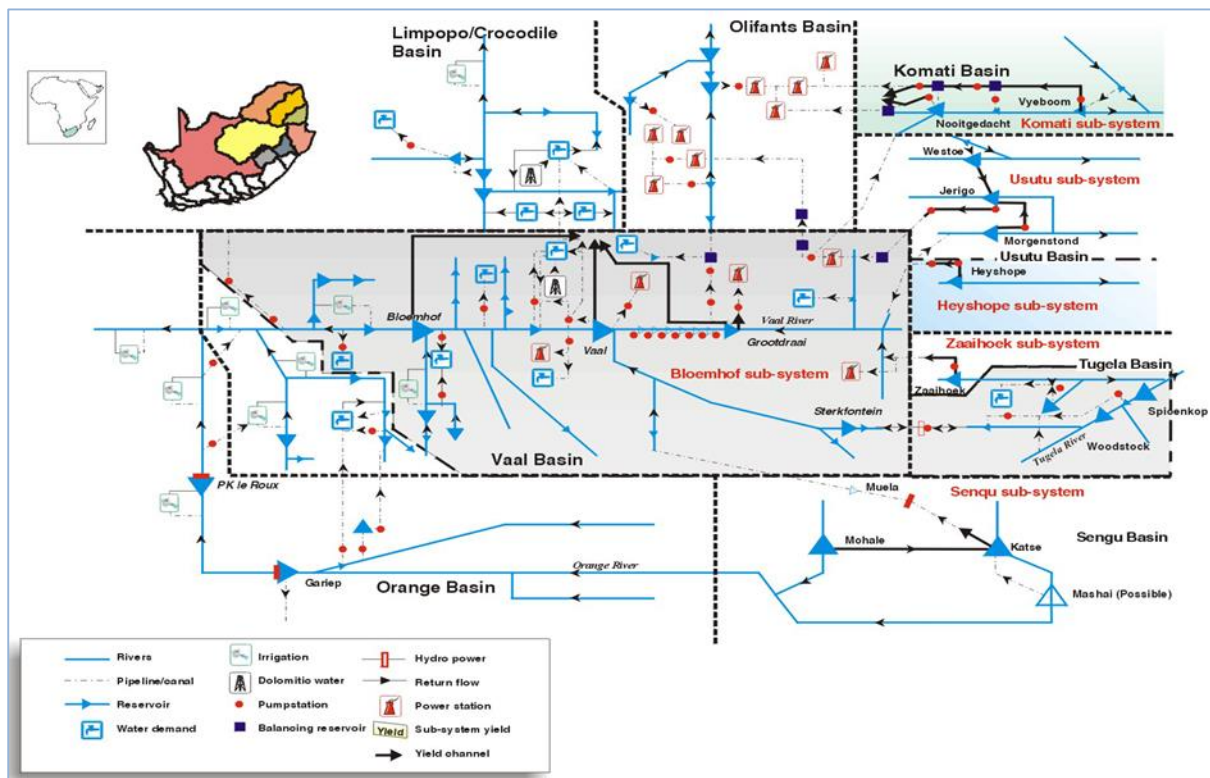 Limpopo/Crocodile
Basin
Olifants Basin
Komati Basin
Vyeboom
Nooitgedacht
Komati sub-system
Westoe
Usutu sub-system
Jerigo
Morgenstond
Usutu Basin
Heyshope
Heyshope sub-system
Bloemhof
Vaal River
Vaal
Grootdraai
Zaaihoek sub-system
Bloemhof sub-system
Tugela Basin
Zaaihoek
Sterkfontein
Spioenkop
Woodstock
Tugela River
Vaal Basin
PK le Roux
Muela
Senqu sub-system
Mohale
Katse
Sengu Basin
Gariep
Orange River
Orange Basin
Mashai (Possible)
Rivers
Irrigation
Hydro power
Pipeline/canal
Dolomitio water
Return flow
Reservoir
Pumpstation
Power station
Water demand
Balancing reservoir
Yield
Sub-system yield
Yield channel